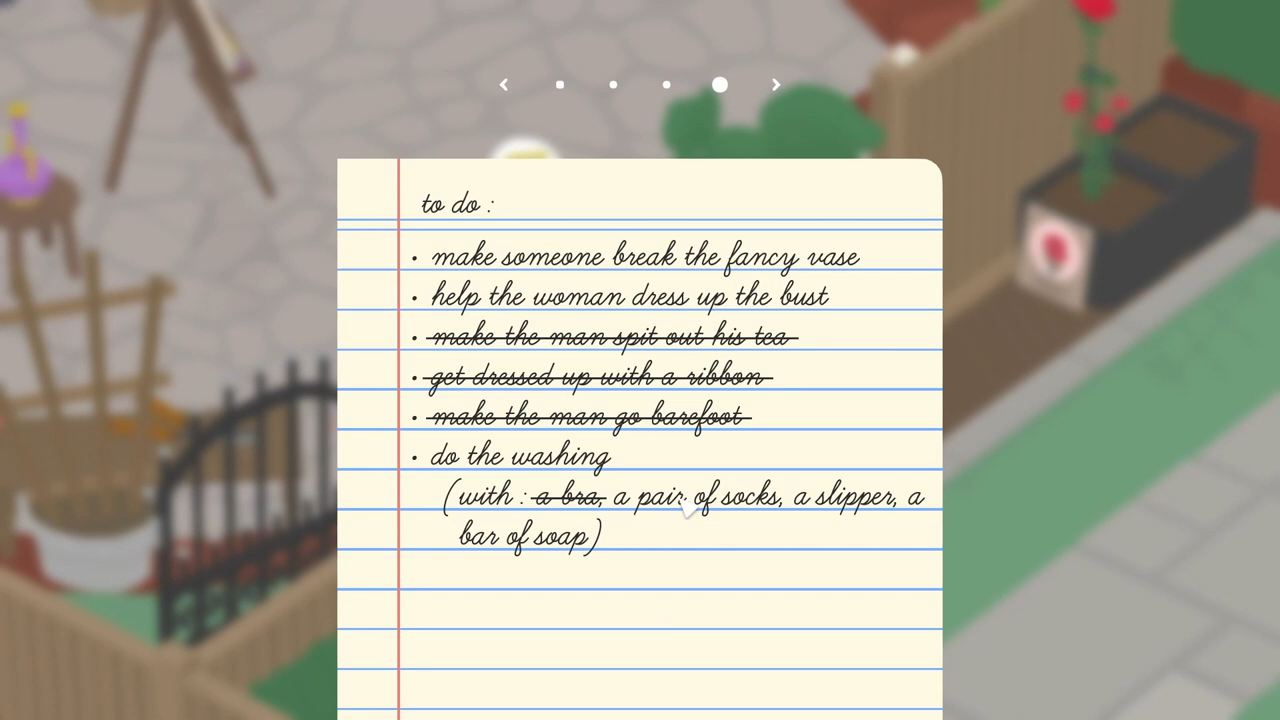 to do :
• make someone break the fancy vase
• help the woman dress up the bust
• make the man spit out his tea
• get dressed up with a ribbon
• make the man go barefoot
• do the washing
(with : a bra, a pair of socks, a slipper, a
bar of soap)